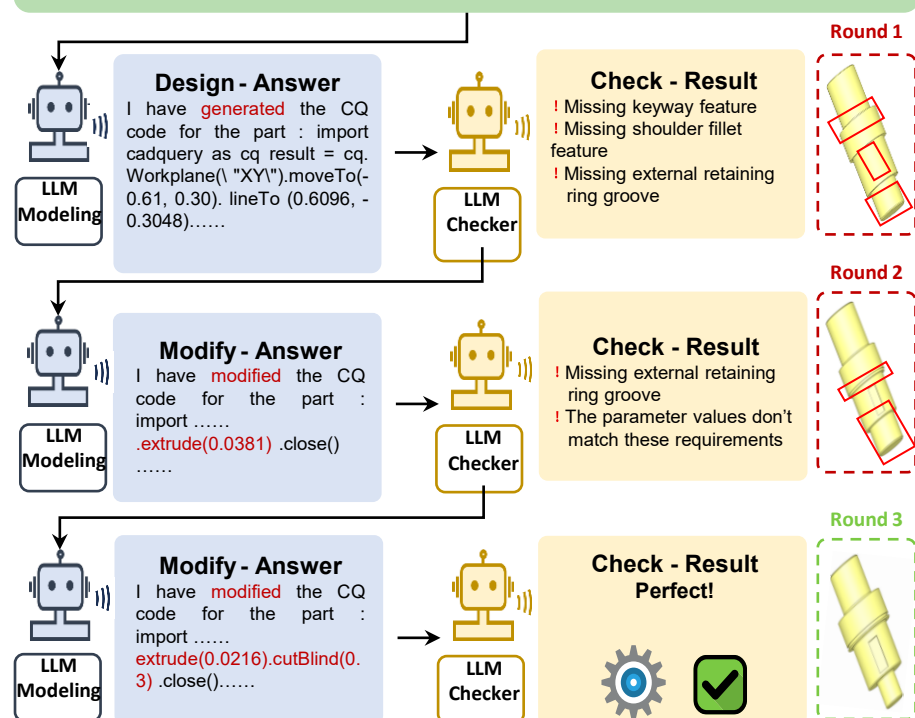 Round 1
Design - Answer
I have generated the CQ
code for the part : import
cadquery as cq result = cq.
Workplane(\ "XY\").moveTo(-
0.61, 0.30). lineTo (0.6096, -
0.3048)......
LLM
Modeling
LLM
Checker
Check - Result
! Missing keyway feature
! Missing shoulder fillet
feature
! Missing external retaining
ring groove
Round 2
Modify - Answer
I have modified the CQ
code for the part :
import ......
.extrude(0.0381) .close()
......
LLM
Modeling
LLM
Checker
Check - Result
! Missing external retaining
ring groove
! The parameter values don't
match these requirements
Round 3
Modify - Answer
I have modified the CQ
code for the part :
import ......
extrude(0.0216).cutBlind(0.
3) .close()......
LLM
Modeling
LLM
Checker
Check - Result
Perfect!